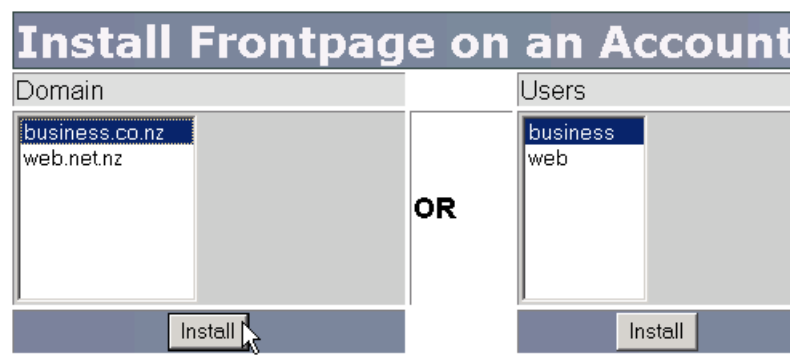 Install Frontpage on an Account
Domain
Users
business.co.nz
web.net.nz
OR
business
web
Install
Install